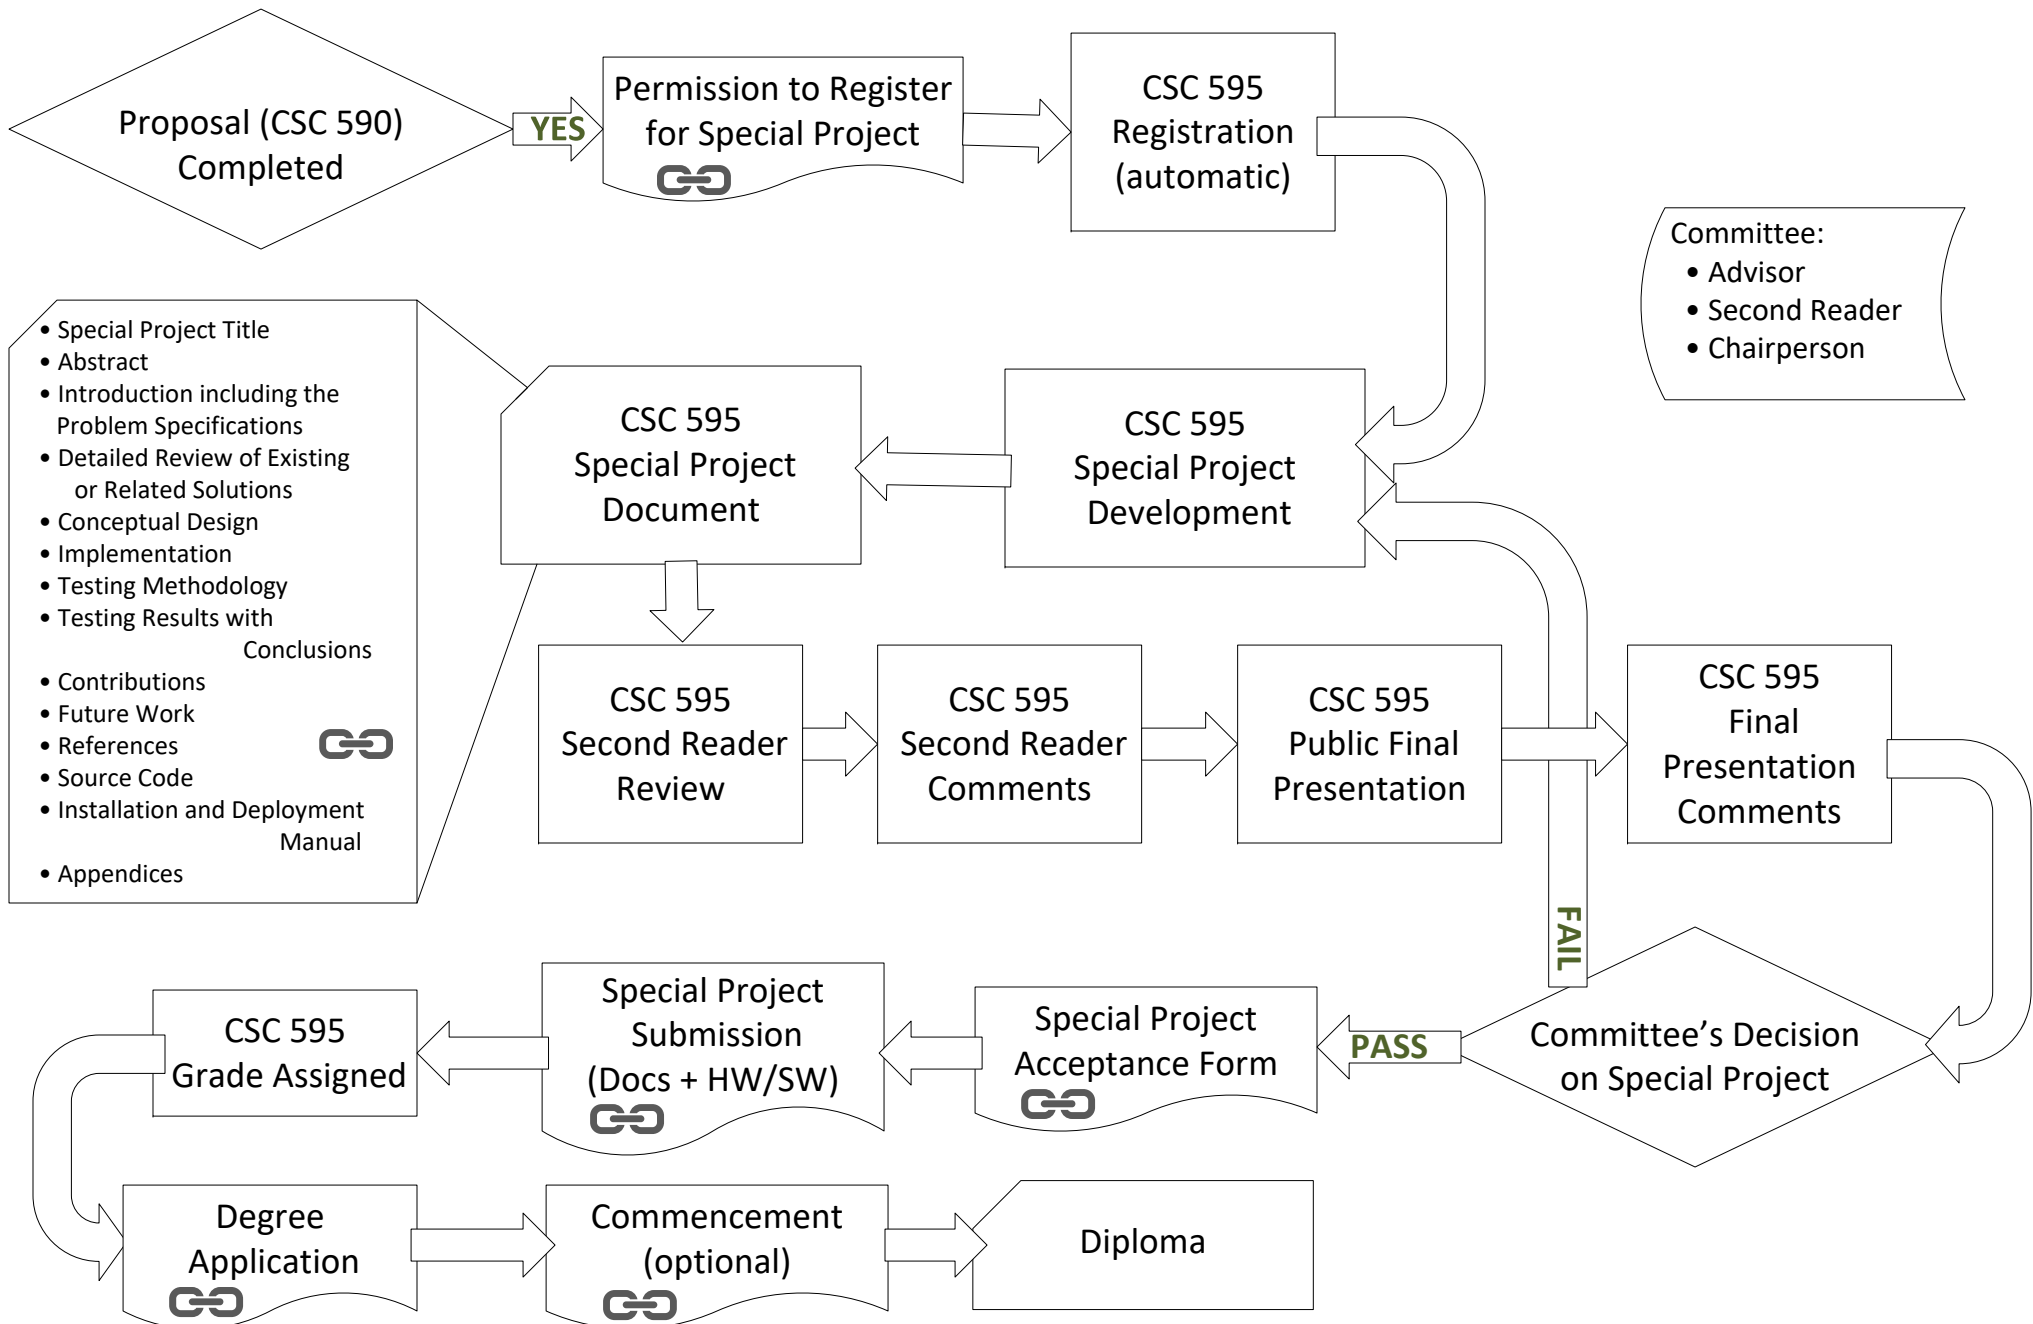 Proposal (CSC 590)
Completed
YES
Permission to Register
for Special Project
CSC 595
Registration
(automatic)
Committee:
• Advisor
• Second Reader
• Chairperson
• Special Project Title
• Abstract
• Introduction including the
Problem Specifications
• Detailed Review of Existing
or Related Solutions
• Conceptual Design
• Implementation
• Testing Methodology
• Testing Results with
Conclusions
• Contributions
• Future Work
• References
• Source Code
• Installation and Deployment
Manual
• Appendices
CSC 595
Special Project
Document
CSC 595
Special Project
Development
CSC 595
Second Reader
Review
CSC 595
Second Reader
Comments
CSC 595
Public Final
Presentation
CSC 595
Final
Presentation
Comments
FAIL
Committee’s Decision
on Special Project
PASS
Special Project
Acceptance Form
Special Project
Submission
(Docs + HW/SW)
CSC 595
Grade Assigned
Degree
Application
Commencement
(optional)
Diploma